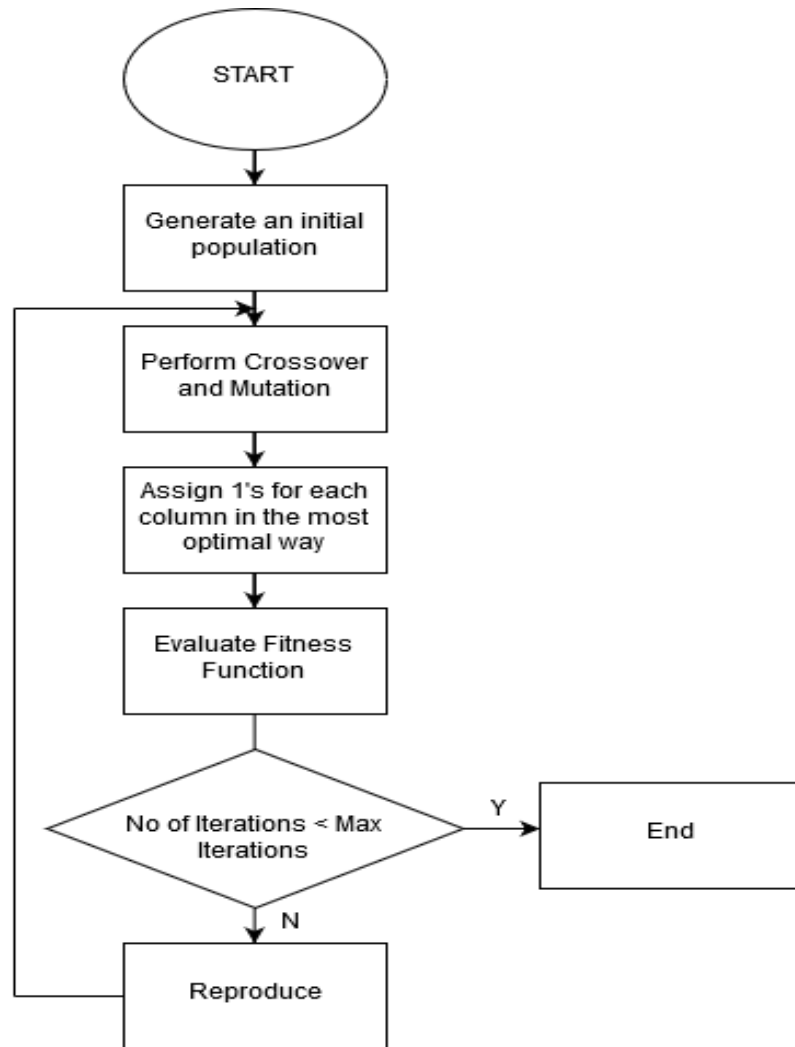 START
Generate an initial
population
Perform Crossover
and Mutation
Assign 1's for each
column in the most
optimal way
Evaluate Fitness
Function
No of Iterations < Max
Iterations
Y
End
N
Reproduce